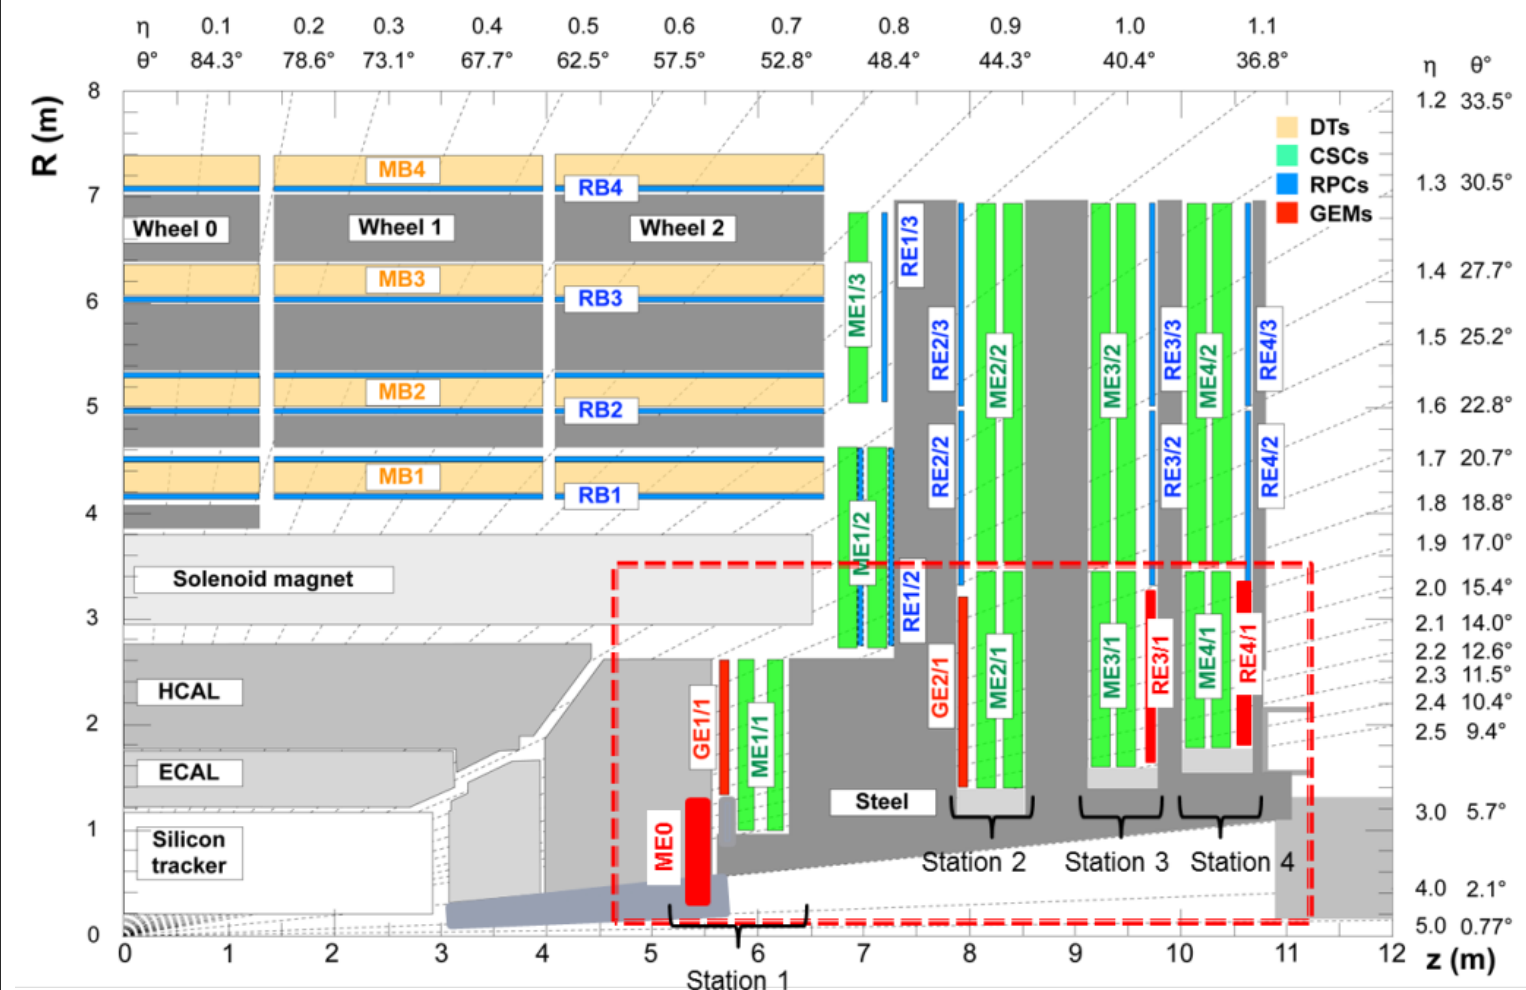 η 0.1 0.2 0.3 0.4 0.5 0.6 0.7 0.8 0.9 1.0 1.1
θ° 84.3° 78.6° 73.1° 67.7° 62.5° 57.5° 52.8° 48.4° 44.3° 40.4° 36.8°
η θ°
1.2 33.5°
1.3 30.5°
1.4 27.7°
1.5 25.2°
1.6 22.8°
1.7 20.7°
1.8 18.8°
1.9 17.0°
2.0 15.4°
2.1 14.0°
2.2 12.6°
2.3 11.5°
2.4 10.4°
2.5 9.4°
3.0 5.7°
4.0 2.1°
5.0 0.77°
R (m)
8
7
6
5
4
3
2
1
0
DTs
CSCs
RPCs
GEMs
MB4
RB4
Wheel 0
Wheel 1
Wheel 2
MB3
RB3
MB2
RB2
MB1
RB1
Solenoid magnet
HCAL
ECAL
Silicon
tracker
Steel
ME1/3
RE1/3
ME1/2
RE1/2
RE2/3
RE2/2
ME2/2
ME3/2
RE3/3
RE3/2
ME4/2
RE4/3
RE4/2
GE1/1
ME1/1
ME0
GE2/1
ME2/1
ME3/1
RE3/1
ME4/1
RE4/1
Station 2
Station 3
Station 4
Station 1
0 1 2 3 4 5 6 7 8 9 10 11 12
z (m)